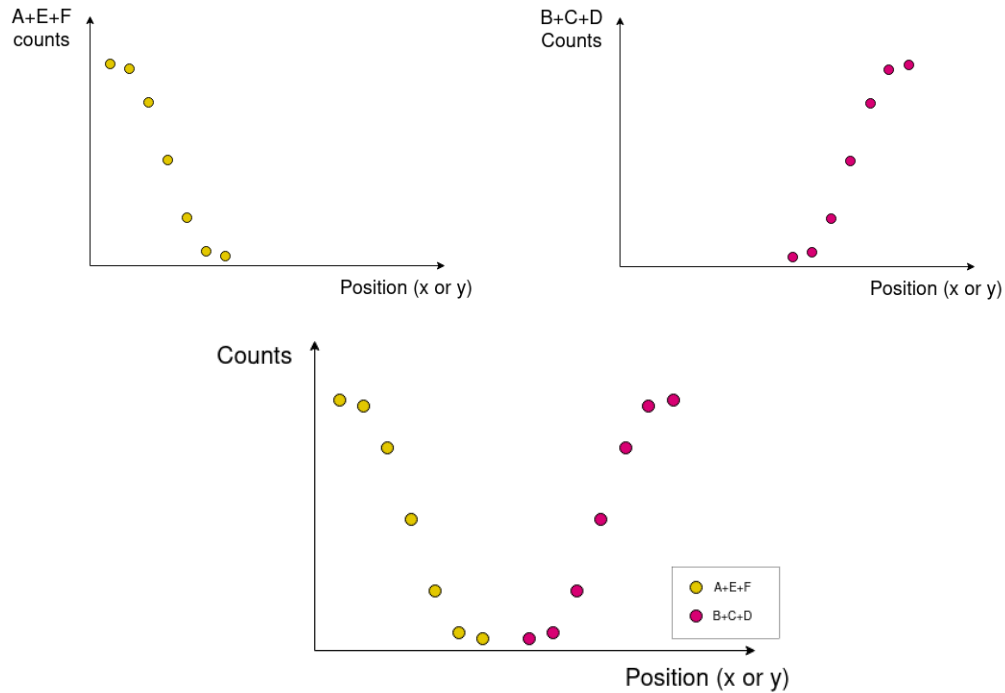 A+E+F
counts
Position (x or y)
B+C+D
Counts
Position (x or y)
Counts
A+E+F
B+C+D
Position (x or y)